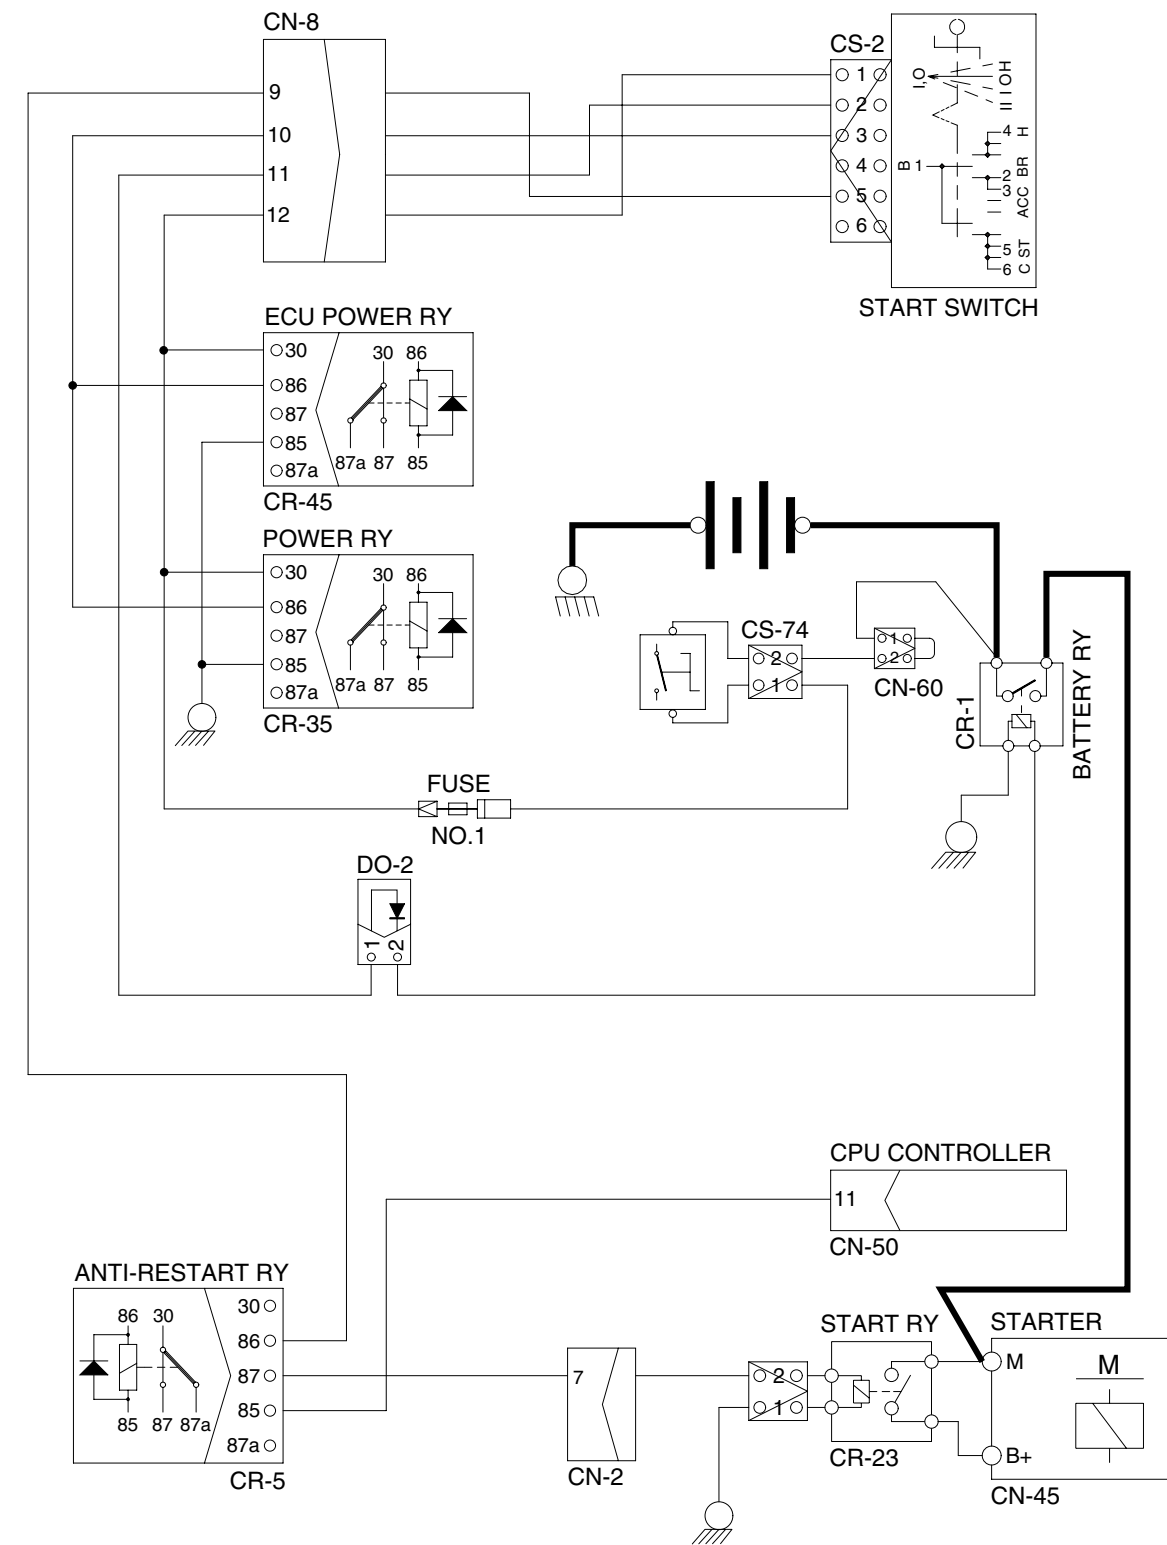 CN-8
9
10
11
12
CS-2
1
2
3
4
5
6
I,O
H
O
I
II
4 H
B 1
2 BR
3 ACC
5 ST
6 C
START SWITCH
ECU POWER RY
30
86
87
85
87a
30 86
87a 87 85
CR-45
POWER RY
30
86
87
85
87a
30 86
87a 87 85
CR-35
CS-74
2
1
1
2
CN-60
CR-1
BATTERY RY
FUSE
NO.1
DO-2
1
2
CPU CONTROLLER
11
CN-50
ANTI-RESTART RY
86 30
85 87 87a
30
86
87
85
87a
CR-5
7
CN-2
2
1
START RY
CR-23
STARTER
M
M
B+
CN-45